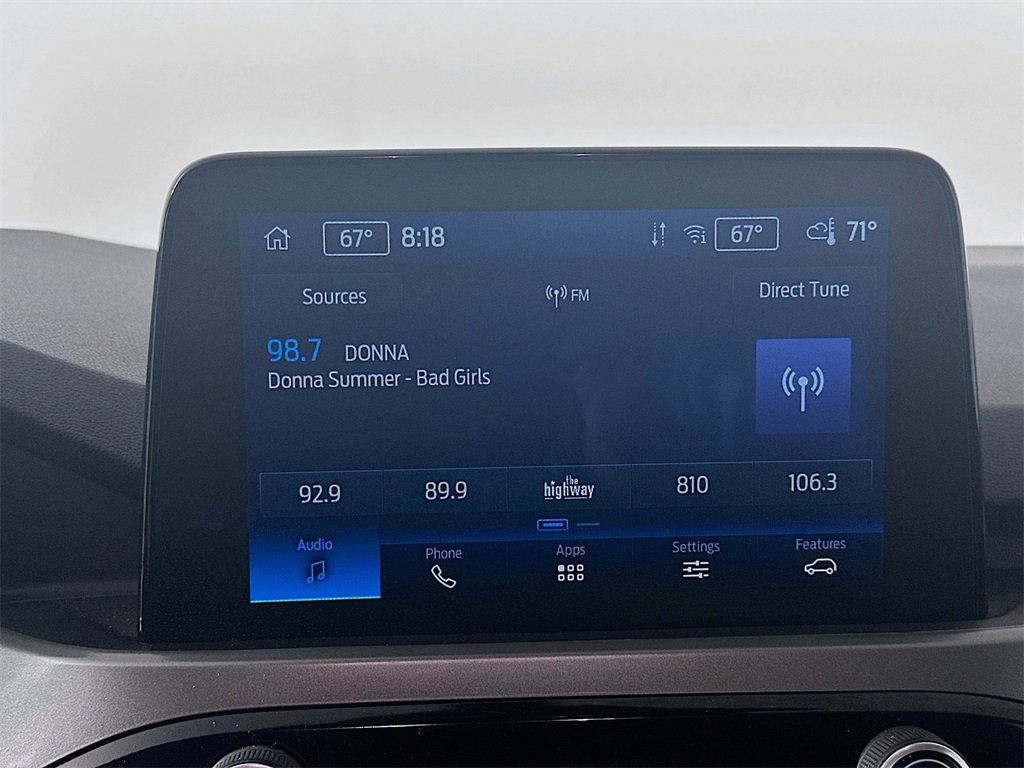 67° 8:18 67° 71°
Sources FM Direct Tune
98.7 DONNA
Donna Summer - Bad Girls
92.9 89.9 the highway 810 106.3
Audio Phone Apps Settings Features